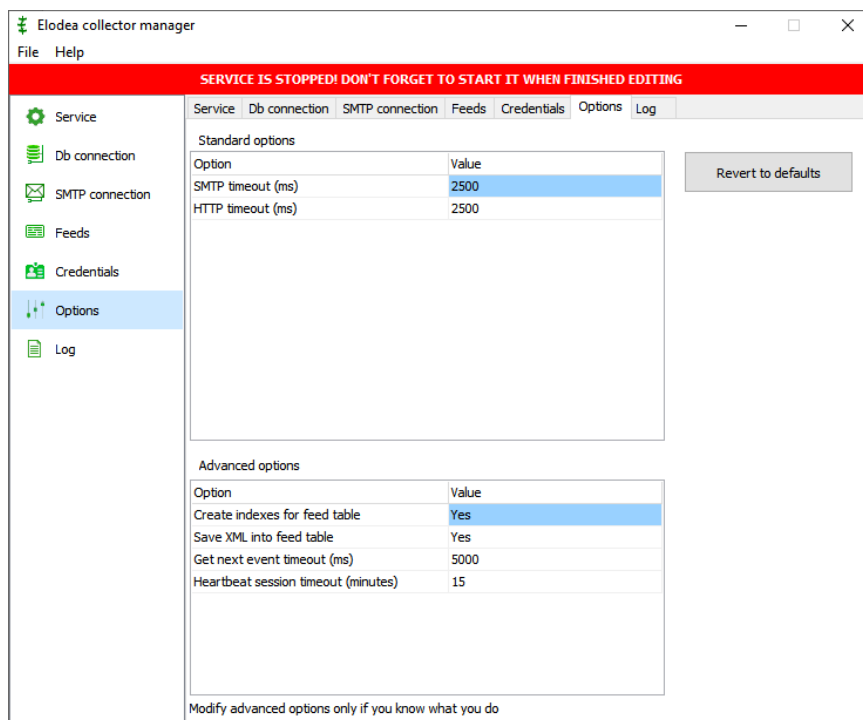 Elodea collector manager
File Help
SERVICE IS STOPPED! DON'T FORGET TO START IT WHEN FINISHED EDITING
Service
Db connection
SMTP connection
Feeds
Credentials
Options
Log
Service Db connection SMTP connection Feeds Credentials Options Log
Standard options
Option Value
SMTP timeout (ms) 2500
HTTP timeout (ms) 2500
Revert to defaults
Advanced options
Option Value
Create indexes for feed table Yes
Save XML into feed table Yes
Get next event timeout (ms) 5000
Heartbeat session timeout (minutes) 15
Modify advanced options only if you know what you do